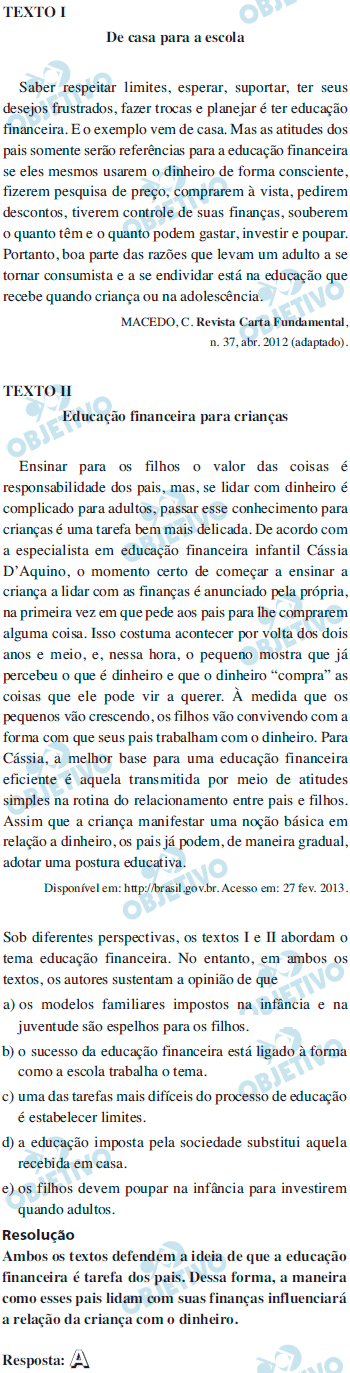 TEXTO I
De casa para a escola
Saber respeitar limites, esperar, suportar, ter seus
desejos frustrados, fazer trocas e planejar é ter educação
financeira. E o exemplo vem de casa. Mas as atitudes dos
pais somente serão referências para a educação financeira
se eles mesmos usarem o dinheiro de forma consciente,
fizerem pesquisa de preço, comprarem à vista, pedirem
descontos, tiverem controle de suas finanças, souberem
o quanto têm e o quanto podem gastar, investir e poupar.
Portanto, boa parte das razões que levam um adulto a se
tornar consumista e a se endividar está na educação que
recebe quando criança ou na adolescência.
MACEDO, C. Revista Carta Fundamental,
n. 37, abr. 2012 (adaptado).
TEXTO II
Educação financeira para crianças
Ensinar para os filhos o valor das coisas é
responsabilidade dos pais, mas, se lidar com dinheiro é
complicado para adultos, passar esse conhecimento para
crianças é uma tarefa bem mais delicada. De acordo com
a especialista em educação financeira infantil Cássia
D'Aquino, o momento certo de começar a ensinar a
criança a lidar com as finanças é anunciado pela própria,
na primeira vez em que pede aos pais para lhe comprarem
alguma coisa. Isso costuma acontecer por volta dos dois
anos e meio, e, nessa hora, o pequeno mostra que já
percebeu o que é dinheiro e que o dinheiro “compra” as
coisas que ele pode vir a querer. À medida que os
pequenos vão crescendo, os filhos vão convivendo com a
forma com que seus pais trabalham com o dinheiro. Para
Cássia, a melhor base para uma educação financeira
eficiente é aquela transmitida por meio de atitudes
simples na rotina do relacionamento entre pais e filhos.
Assim que a criança manifestar uma noção básica em
relação a dinheiro, os pais já podem, de maneira gradual,
adotar uma postura educativa.
Disponível em: http://brasil.gov.br. Acesso em: 27 fev. 2013.
Sob diferentes perspectivas, os textos I e II abordam o
tema educação financeira. No entanto, em ambos os
textos, os autores sustentam a opinião de que
a) os modelos familiares impostos na infância e na
juventude são espelhos para os filhos.
b) o sucesso da educação financeira está ligado à forma
como a escola trabalha o tema.
c) uma das tarefas mais difíceis do processo de educação
é estabelecer limites.
d) a educação imposta pela sociedade substitui aquela
recebida em casa.
e) os filhos devem poupar na infância para investirem
quando adultos.
Resolução
Ambos os textos defendem a ideia de que a educação
financeira é tarefa dos pais. Dessa forma, a maneira
como esses pais lidam com suas finanças influenciará
a relação da criança com o dinheiro.
Resposta: A